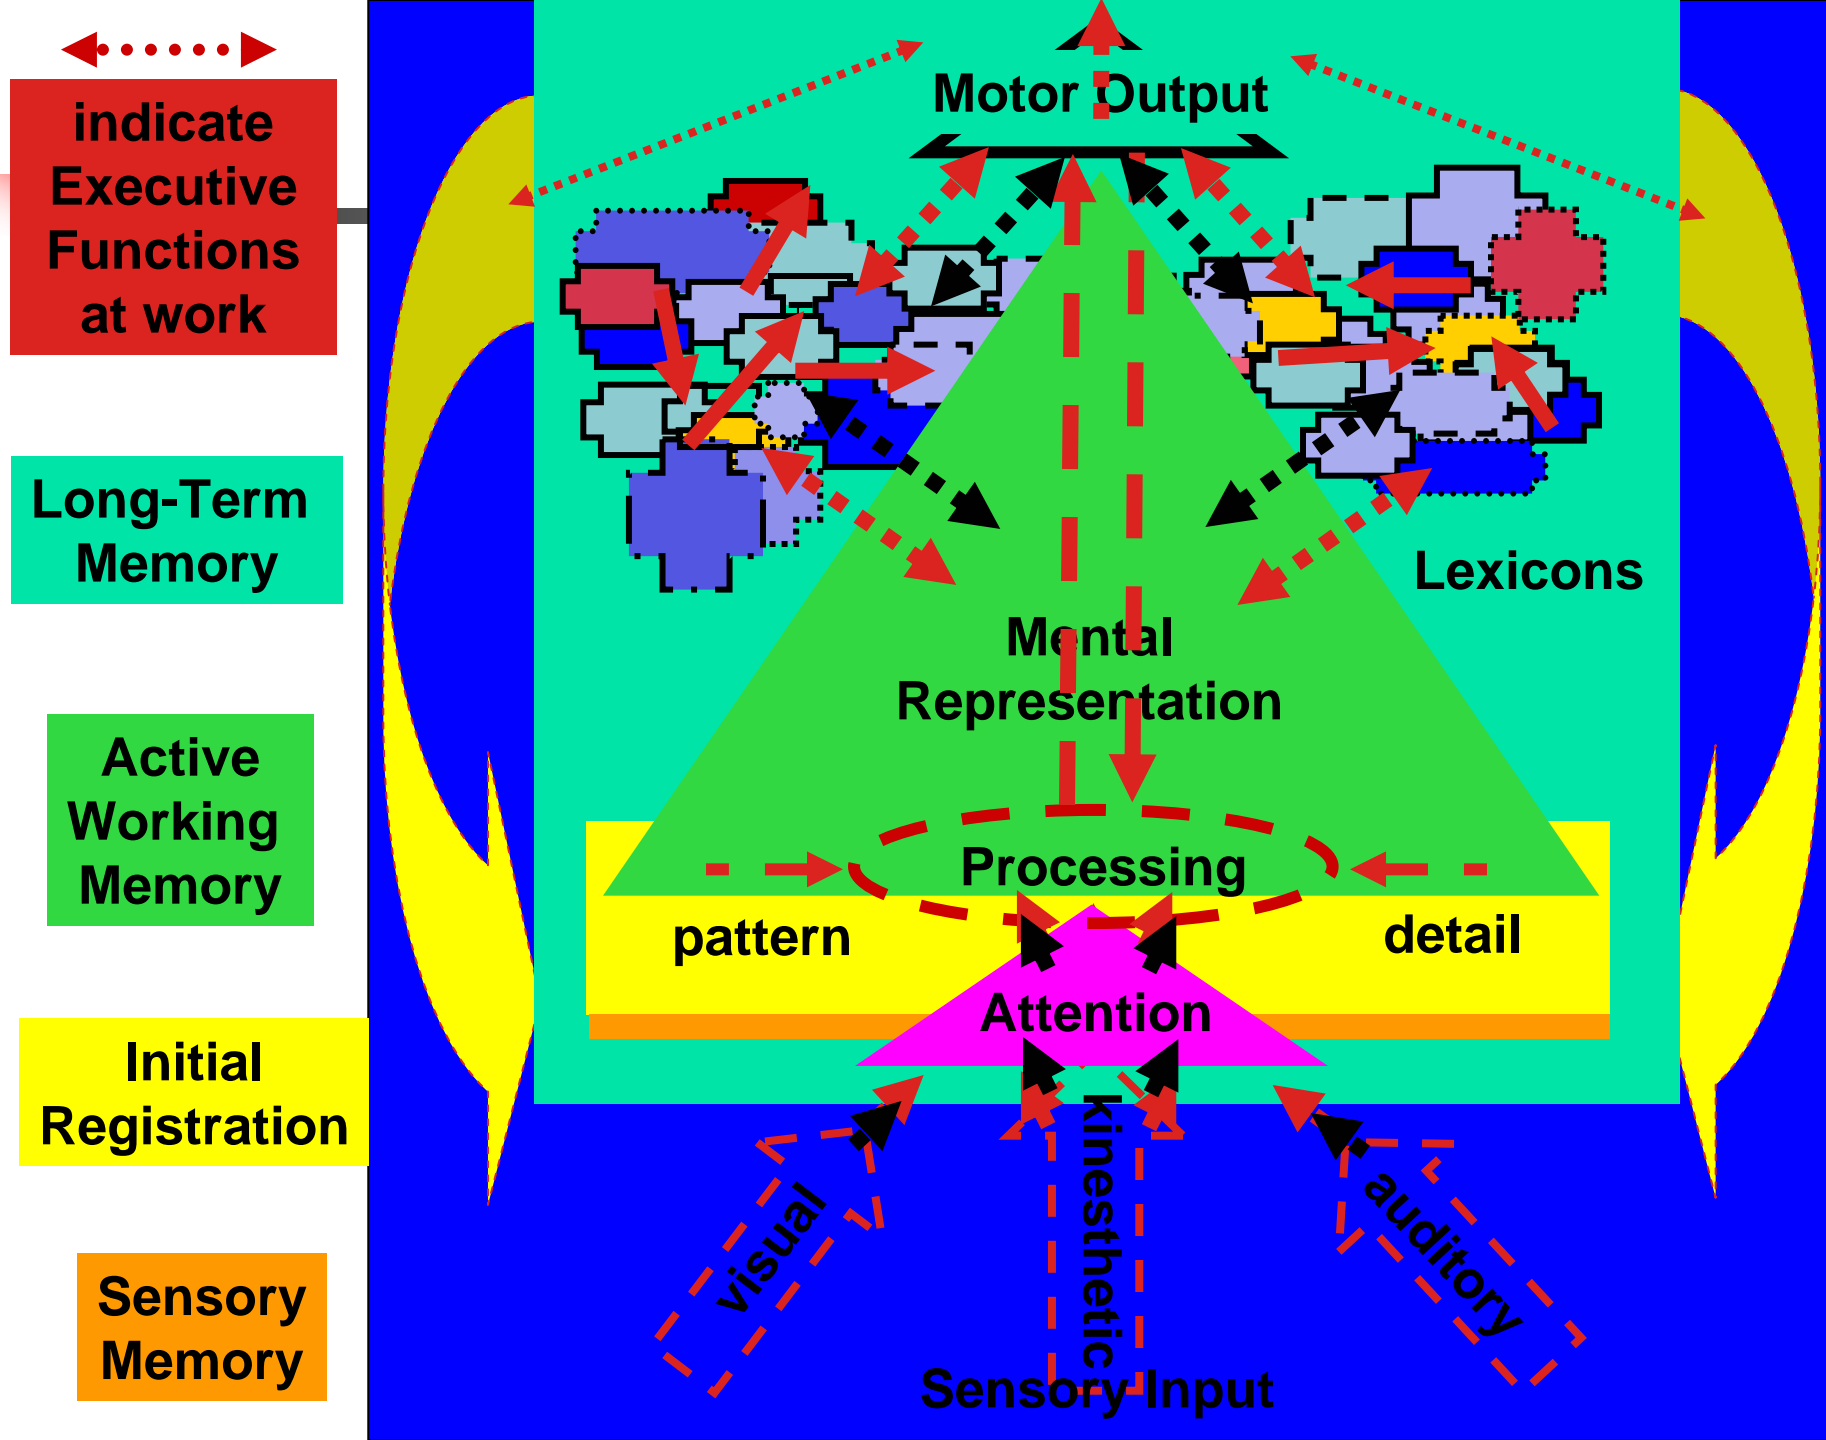 indicate
Executive
Functions
at work
Long-Term
Memory
Active
Working
Memory
Initial
Registration
Sensory
Memory
Motor Output
Lexicons
Mental
Representation
Processing
pattern
detail
Attention
visual
kinesthetic
auditory
Sensory Input